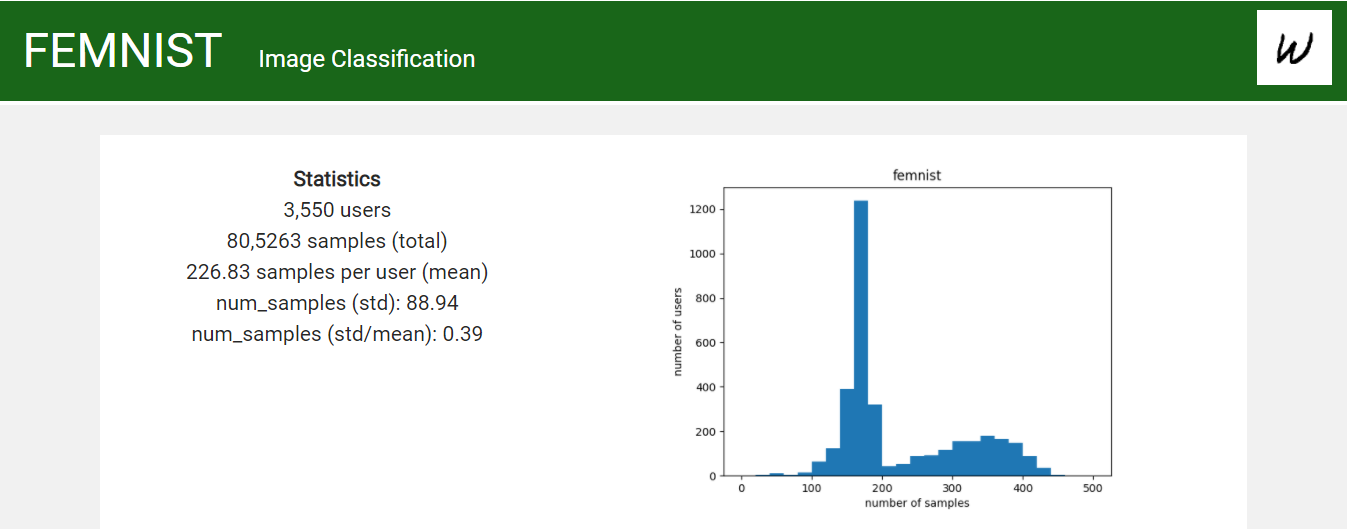 FEMNIST Image Classification
W
Statistics
3,550 users
80,5263 samples (total)
226.83 samples per user (mean)
num_samples (std): 88.94
num_samples (std/mean): 0.39
femnist
number of users
1200
1000
800
600
400
200
0
0 100 200 300 400 500
number of samples